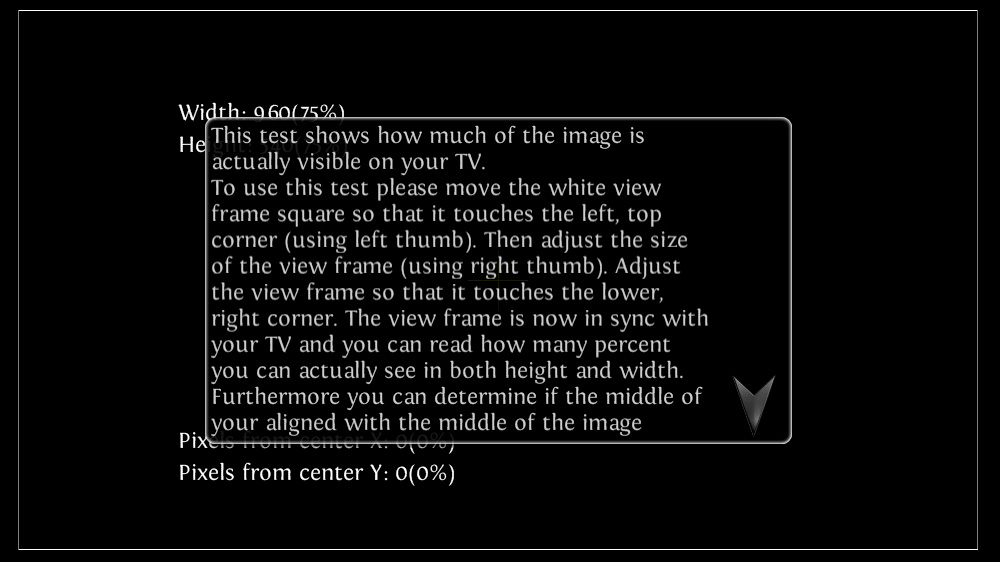 Width: 960(75%)
Height: 540(75%)
This test shows how much of the image is
actually visible on your TV.
To use this test please move the white view
frame square so that it touches the left, top
corner (using left thumb). Then adjust the size
of the view frame (using right thumb). Adjust
the view frame so that it touches the lower,
right corner. The view frame is now in sync with
your TV and you can read how many percent
you can actually see in both height and width.
Furthermore you can determine if the middle of
your aligned with the middle of the image
Pixels from center X: 0(0%)
Pixels from center Y: 0(0%)